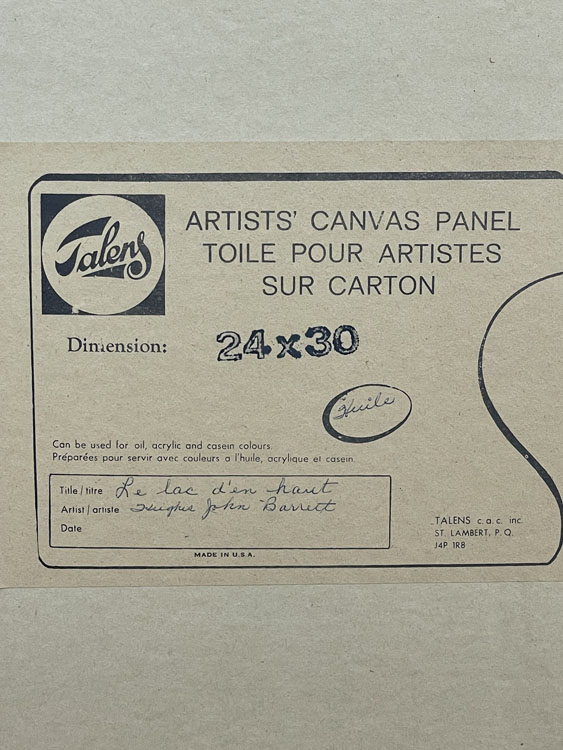 Talens
ARTISTS' CANVAS PANEL
TOILE POUR ARTISTES
SUR CARTON
Dimension: 24x30
Huile
Can be used for oil, acrylic and casein colours.
Préparées pour servir avec couleurs a l'huile, acrylique et casein.
Title / titre Le lac d'en haut
Artist / artiste Hughes John Barrett
Date
TALENS c.a.c. inc.
ST. LAMBERT, P.Q.
J4P 1R8
MADE IN U.S.A.